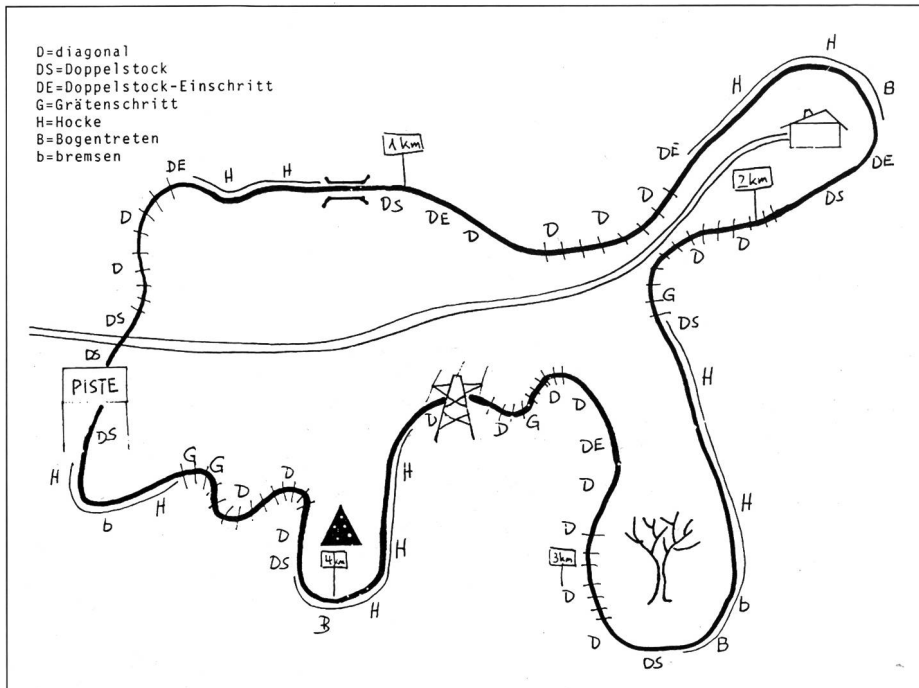 D=diagonal
DS=Doppelstock
DE=Doppelstock-Einschritt
G=Grätenschritt
H=Hocke
B=Bogentreten
b=bremsen
H
H
B
DE
H
H
1 km
DE
DE
DS
DE
D
D
D
D
D
D
2 km
DS
D
D
D
D
G
DS
DS
DS
PISTE
H
D
D
G
D
D
DS
DE
H
G
G
D
D
H
D
H
b
H
D
D
DS
4 km
H
3 km
D
b
B
H
D
DS
B